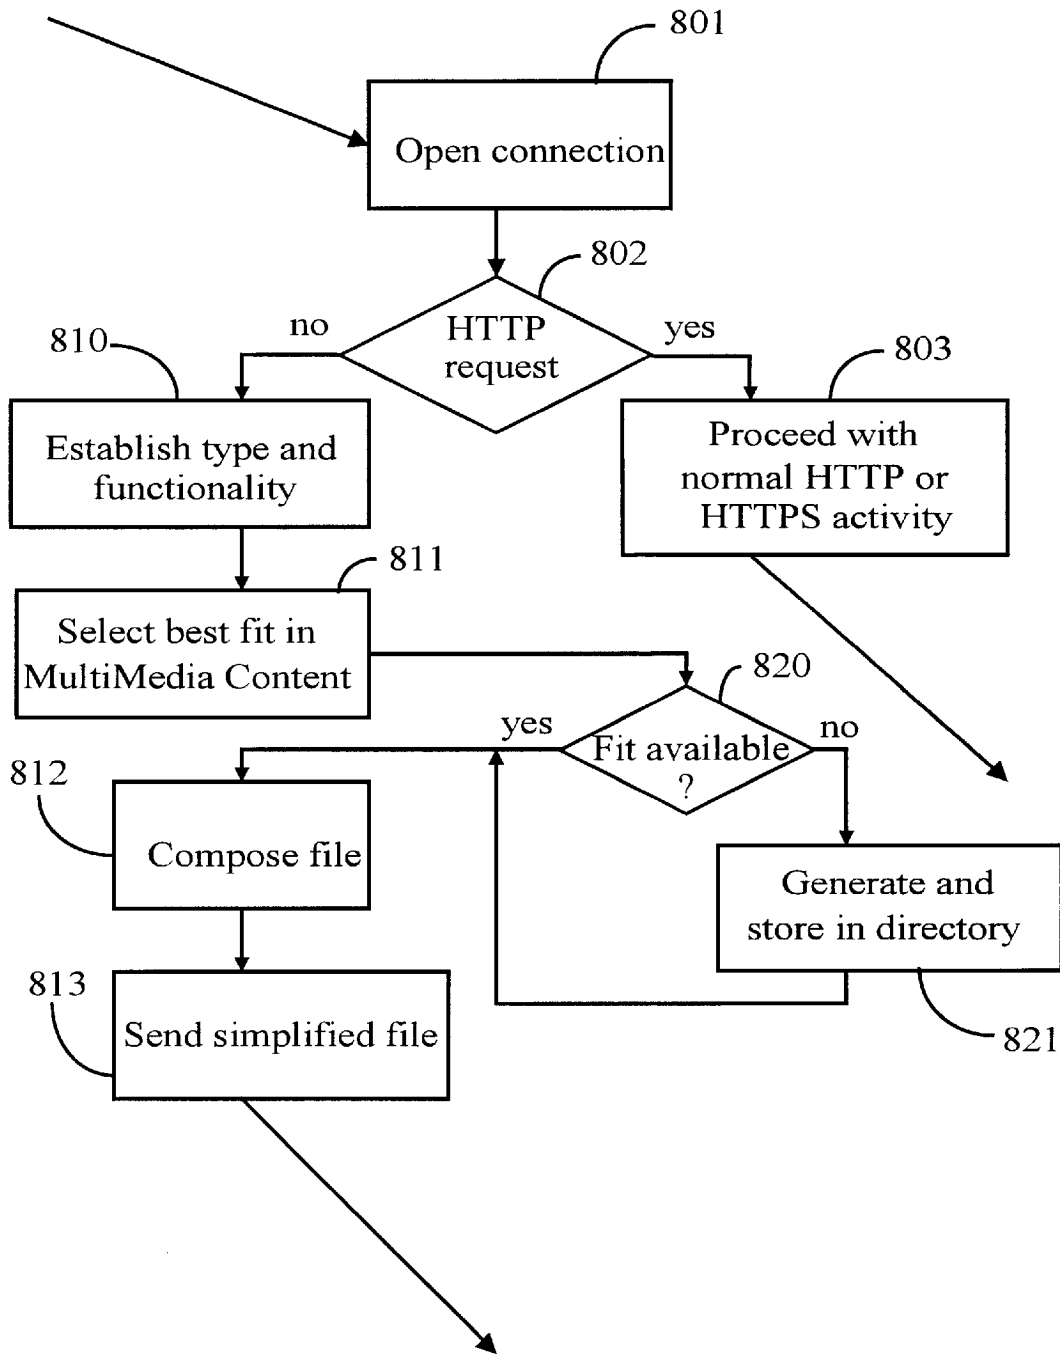 801
Open connection
802
no
HTTP
request
yes
810
803
Establish type and
functionality
Proceed with
normal HTTP or
HTTPS activity
811
Select best fit in
MultiMedia Content
820
yes
Fit available
?
no
812
Compose file
Generate and
store in directory
813
Send simplified file
821